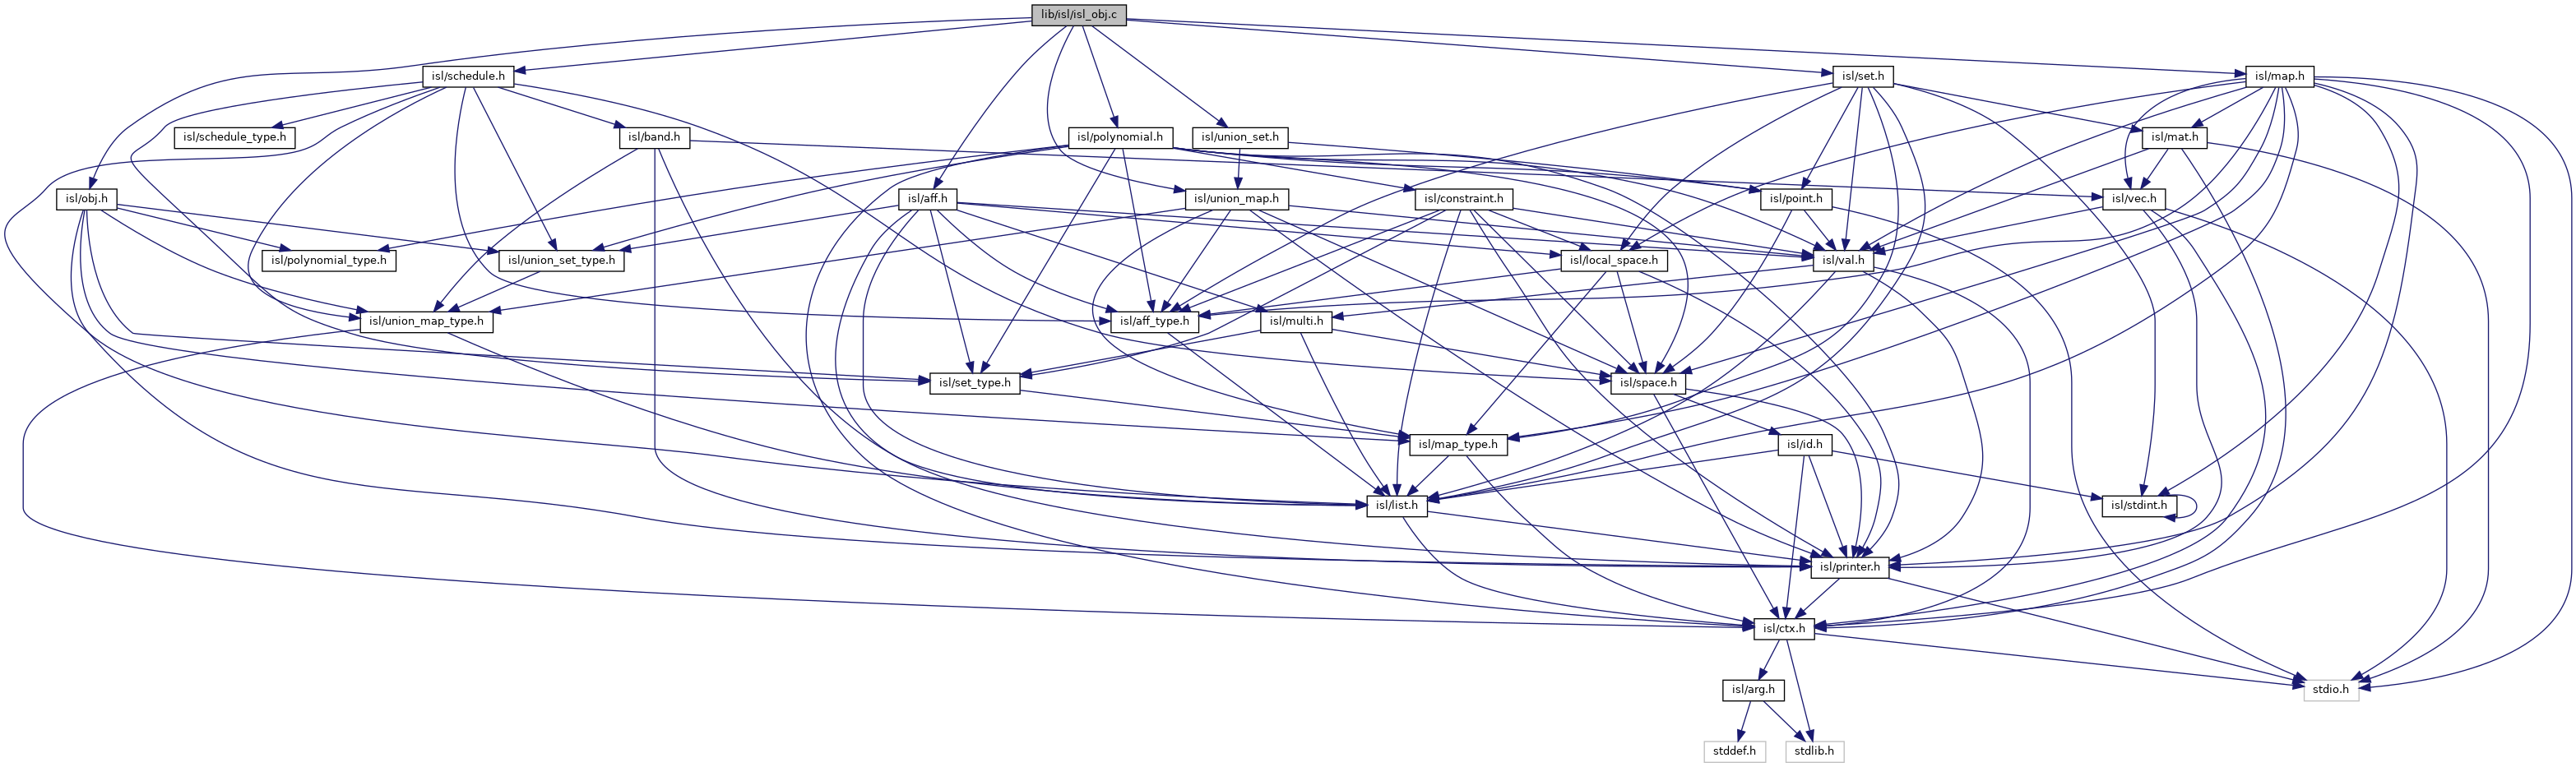 lib/isl/isl_obj.c
isl/schedule.h
isl/set.h
isl/map.h
isl/schedule_type.h
isl/band.h
isl/polynomial.h
isl/union_set.h
isl/mat.h
isl/obj.h
isl/aff.h
isl/union_map.h
isl/constraint.h
isl/point.h
isl/vec.h
isl/polynomial_type.h
isl/union_set_type.h
isl/local_space.h
isl/val.h
isl/union_map_type.h
isl/aff_type.h
isl/multi.h
isl/set_type.h
isl/space.h
isl/map_type.h
isl/id.h
isl/list.h
isl/stdint.h
isl/printer.h
isl/ctx.h
isl/arg.h
stdio.h
stddef.h
stdlib.h